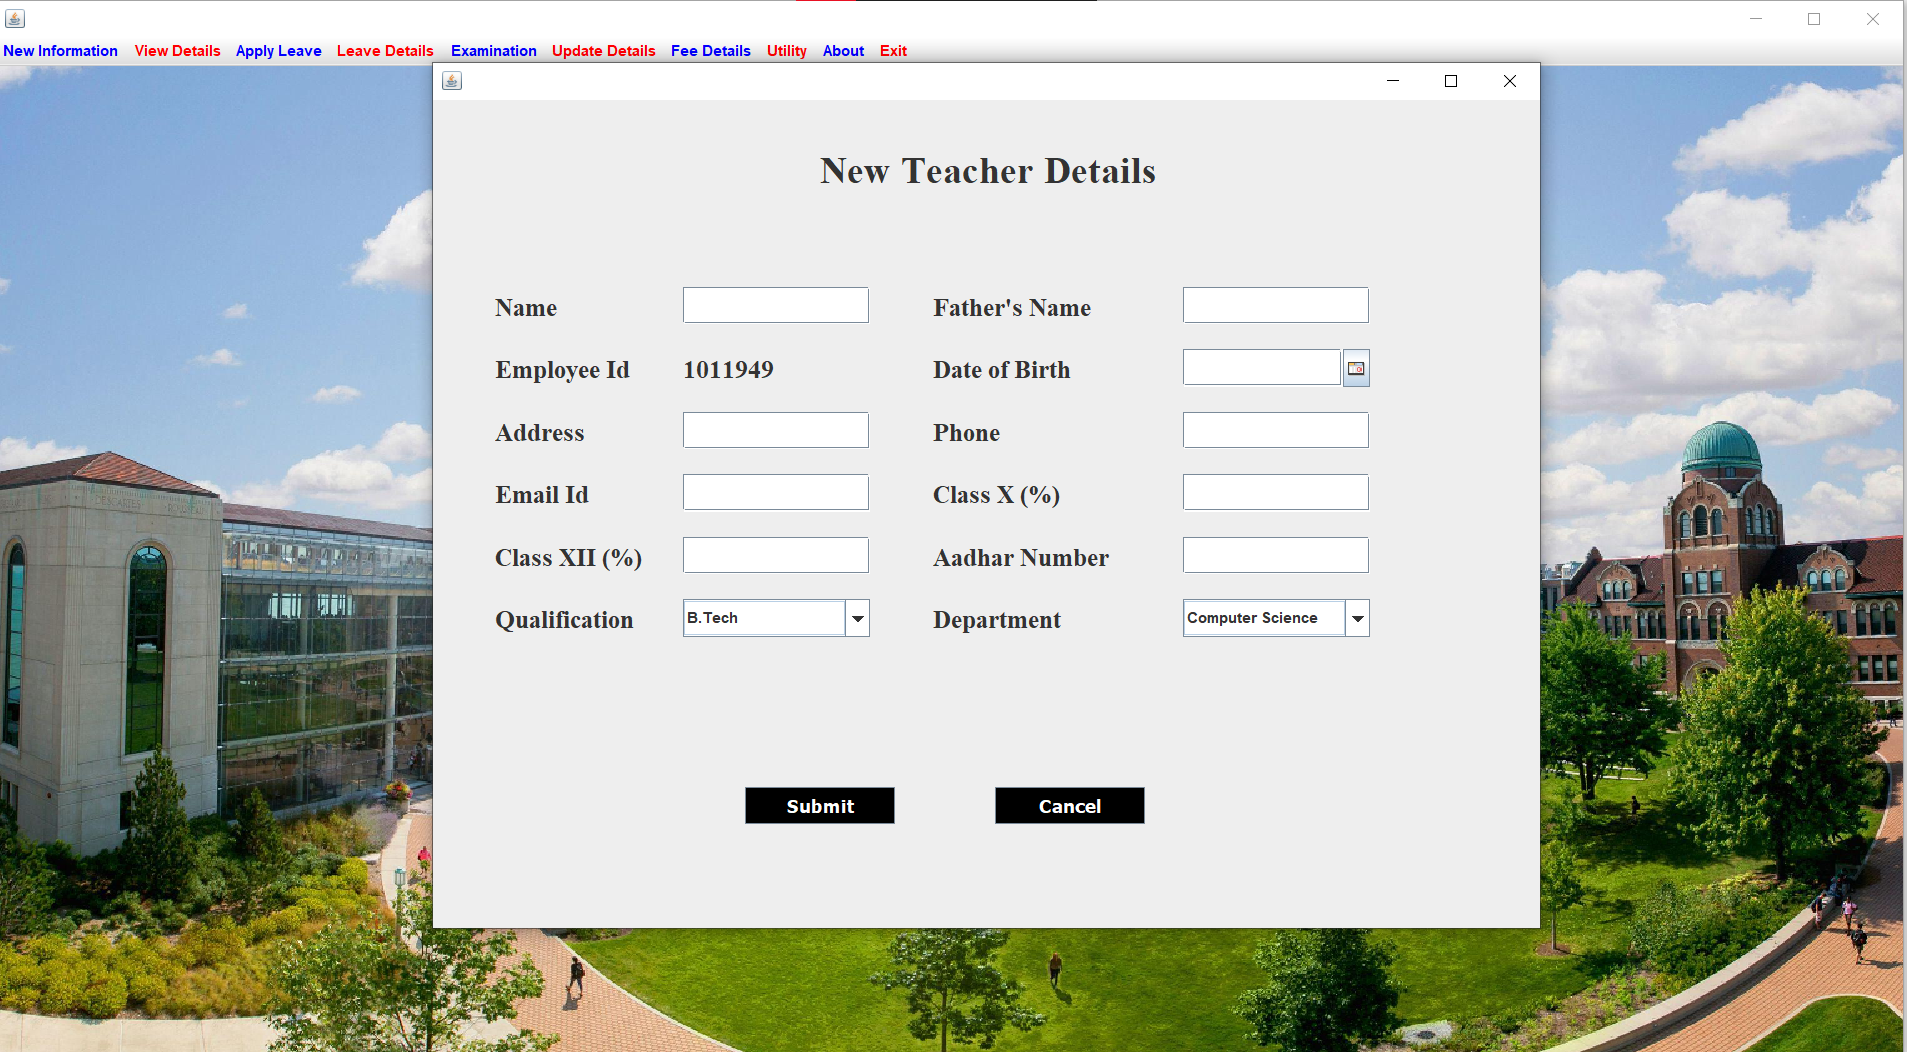 New Information View Details Apply Leave Leave Details Examination Update Details Fee Details Utility About Exit
New Teacher Details
Name Father's Name
Employee Id 1011949 Date of Birth
Address Phone
Email Id Class X (%)
Class XII (%) Aadhar Number
Qualification B.Tech Department Computer Science
Submit Cancel